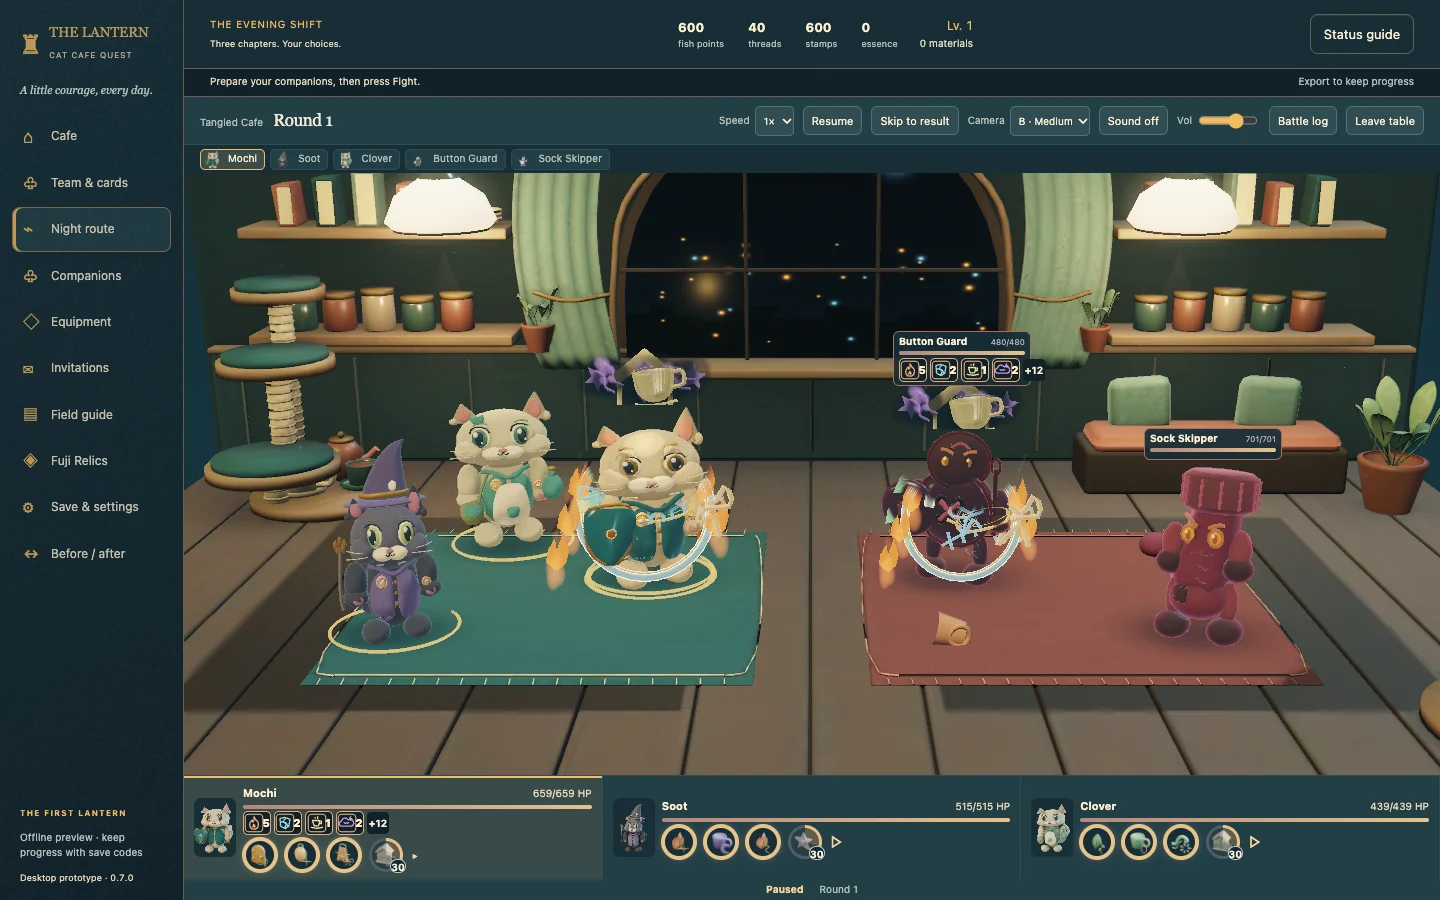 THE LANTERN
CAT CAFE QUEST
A little courage, every day.
Cafe
Team & cards
Night route
Companions
Equipment
Invitations
Field guide
Fuji Relics
Save & settings
Before / after
THE FIRST LANTERN
Offline preview · keep
progress with save codes
Desktop prototype · 0.7.0
THE EVENING SHIFT
Three chapters. Your choices.
600 fish points
40 threads
600 stamps
0 essence
Lv. 1
0 materials
Status guide
Prepare your companions, then press Fight.
Export to keep progress
Tangled Cafe Round 1
Speed 1x Resume Skip to result Camera B · Medium Sound off Vol Battle log Leave table
Mochi Soot Clover Button Guard Sock Skipper
Button Guard 480/480
5 2 1 2 +12
Sock Skipper 701/701
Mochi 659/659 HP
5 2 1 2 +12
30
Soot 515/515 HP
30
Clover 439/439 HP
30
Paused Round 1